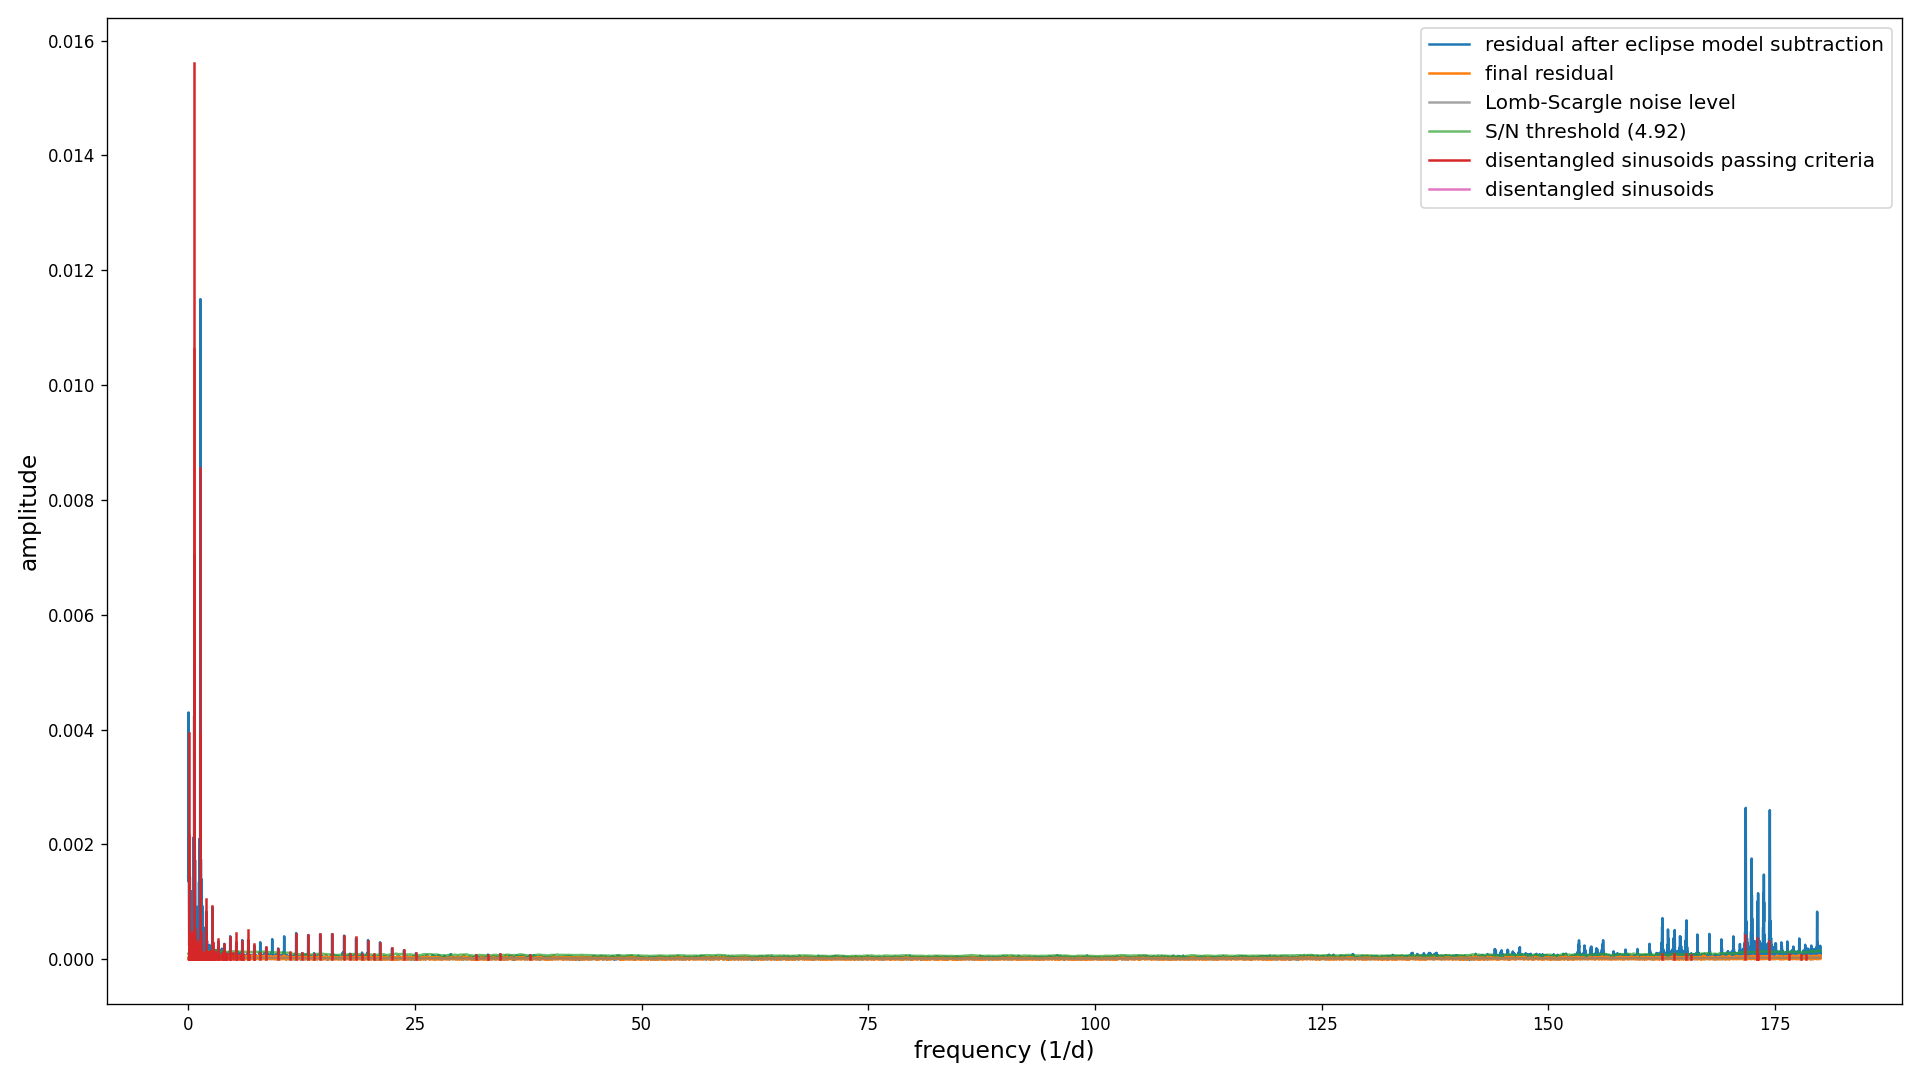 0.016
0.014
0.012
0.010
0.008
0.006
0.004
0.002
0.000
amplitude
residual after eclipse model subtraction
final residual
Lomb-Scargle noise level
S/N threshold (4.92)
disentangled sinusoids passing criteria
disentangled sinusoids
0 25 50 75 100 125 150 175
frequency (1/d)